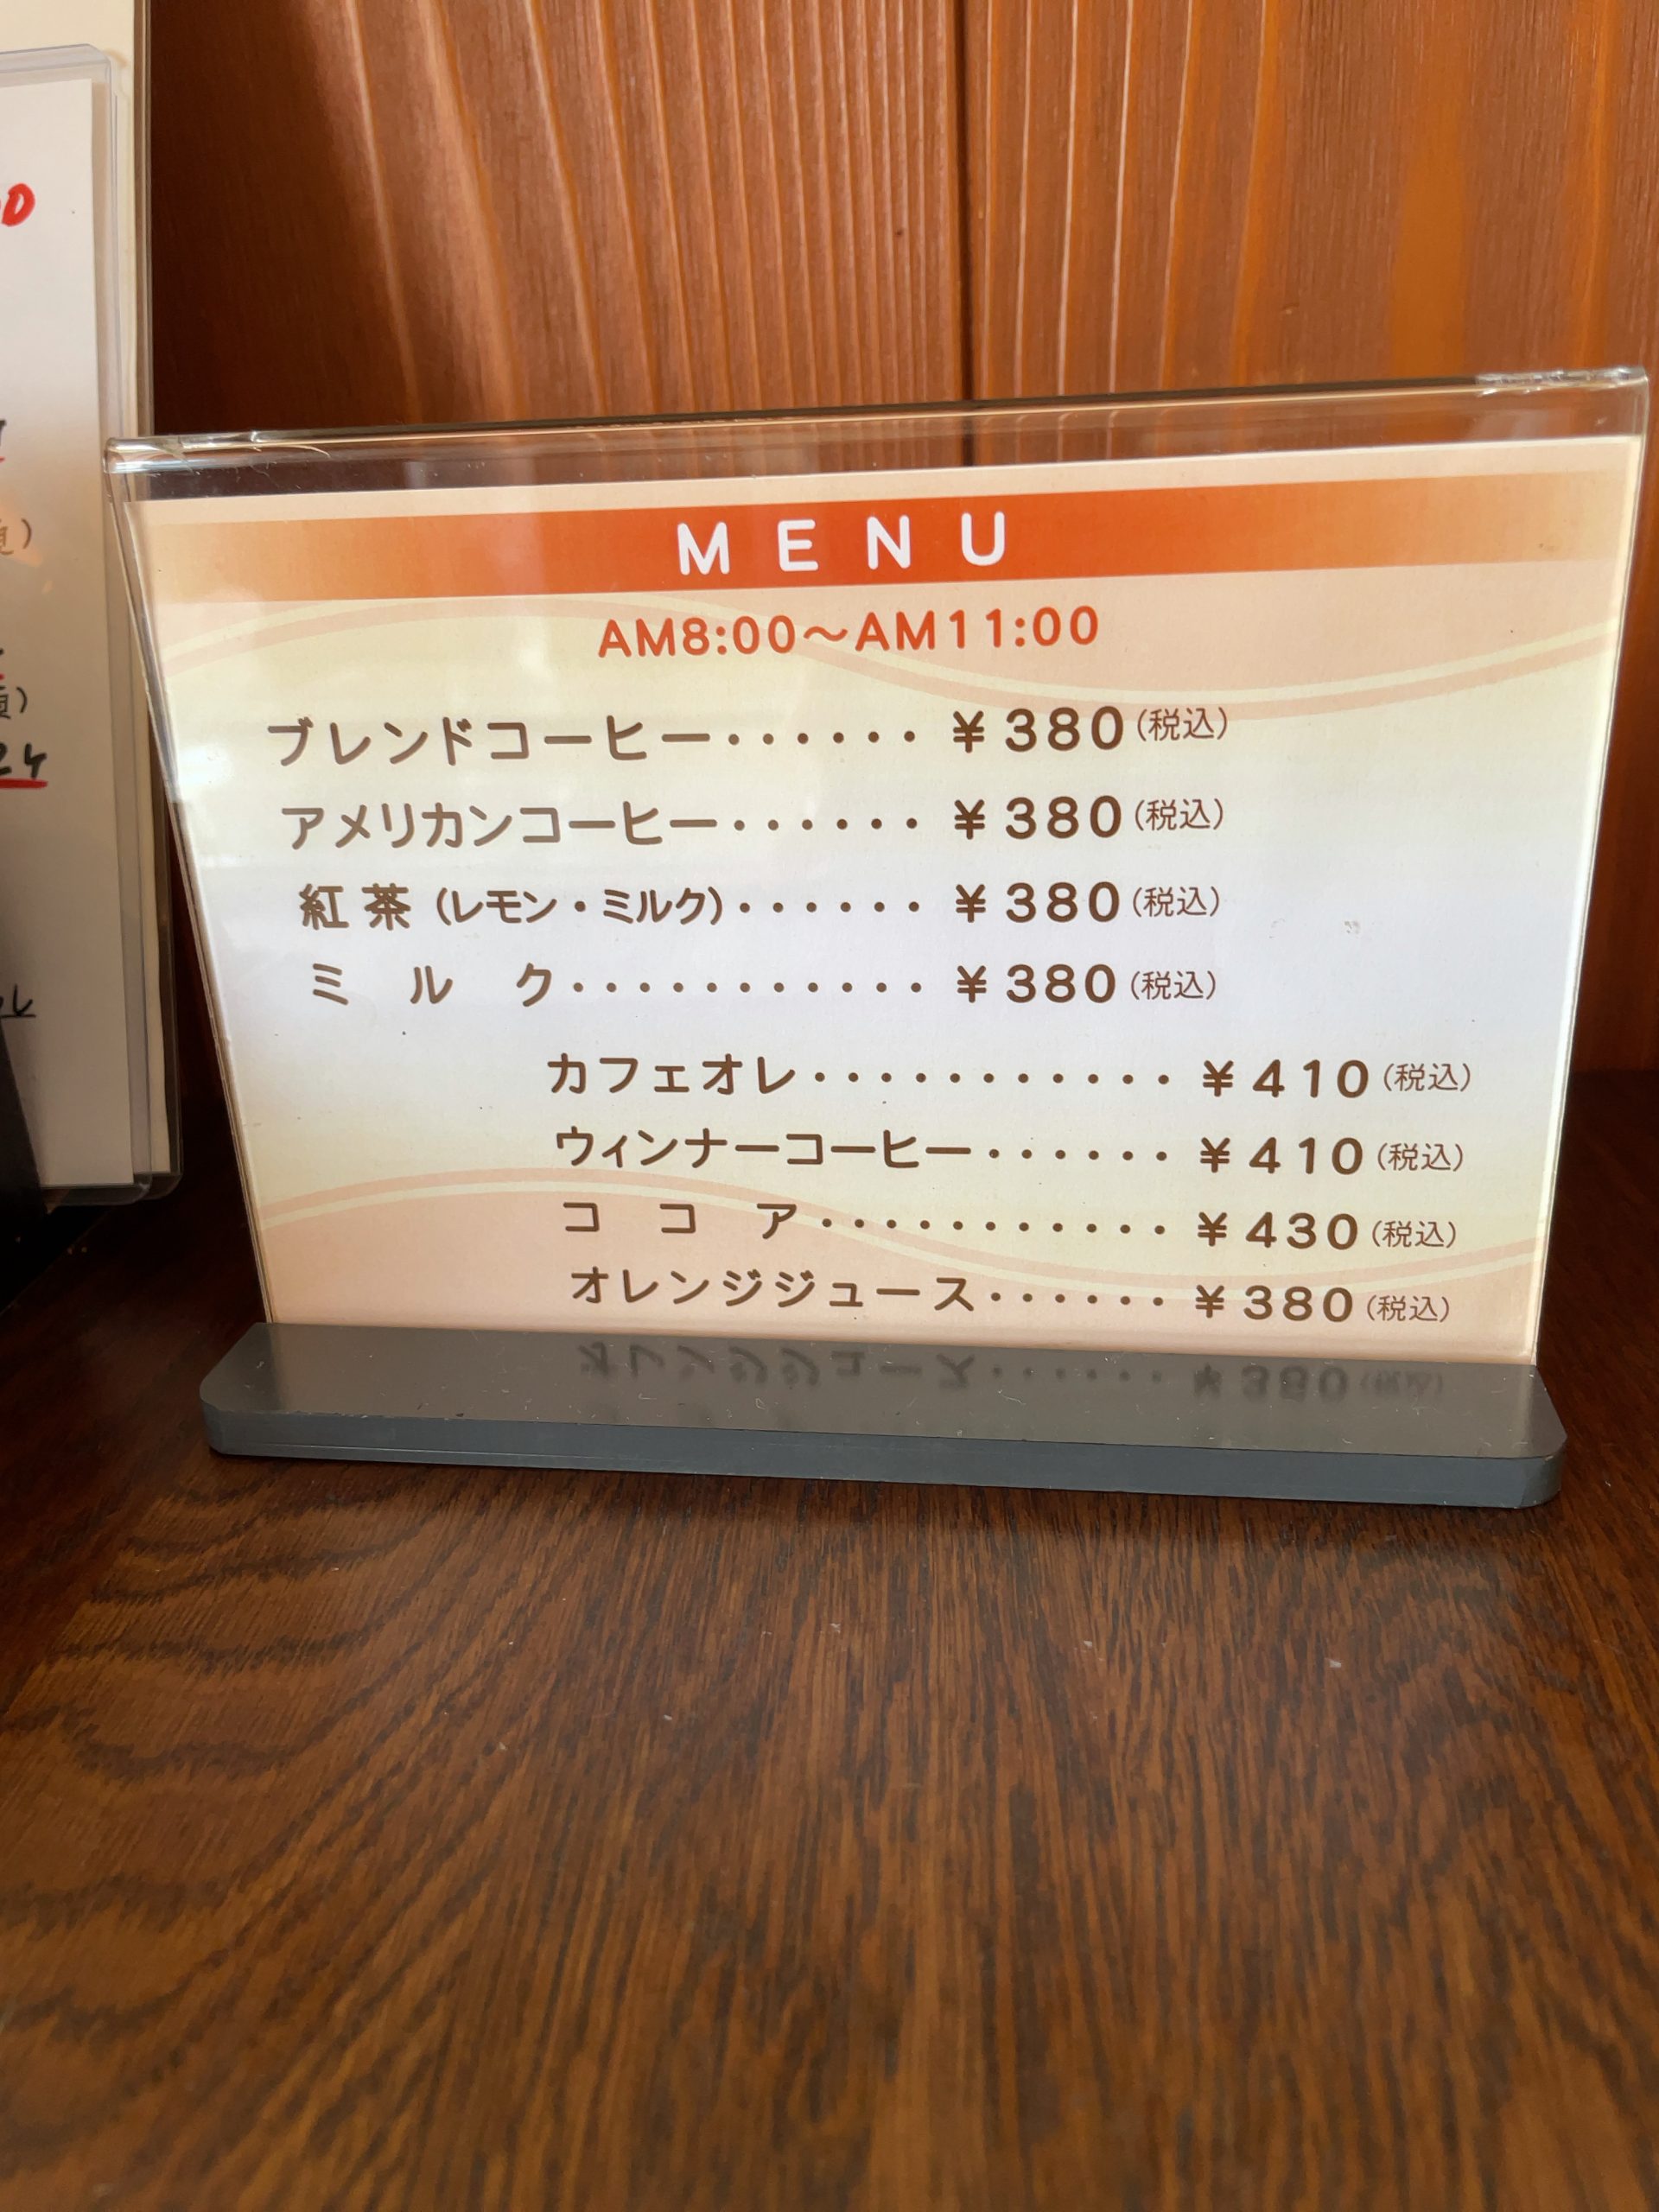 MENU
AM8:00〜AM11:00
ブレンドコーヒー・・・・・・ ¥380(税込)
アメリカンコーヒー・・・・・・ ¥380(税込)
紅茶(レモン・ミルク)・・・・・・ ¥380(税込)
ミルク・・・・・・・・・・・ ¥380(税込)
カフェオレ・・・・・・・・・・・ ¥410(税込)
ウィンナーコーヒー・・・・・・ ¥410(税込)
ココア・・・・・・・・・・・ ¥430(税込)
オレンジジュース・・・・・・ ¥380(税込)